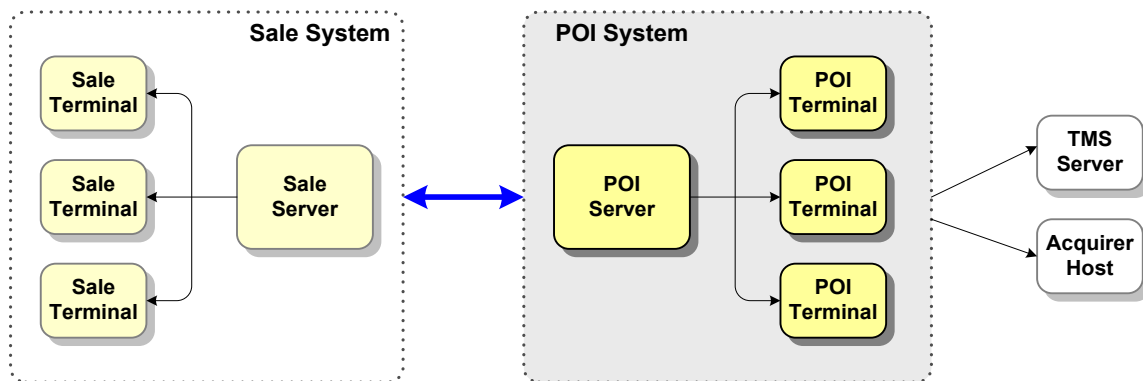 Sale System
POI System
Sale
Terminal
Sale
Terminal
Sale
Terminal
Sale
Server
POI
Server
POI
Terminal
POI
Terminal
POI
Terminal
TMS
Server
Acquirer
Host